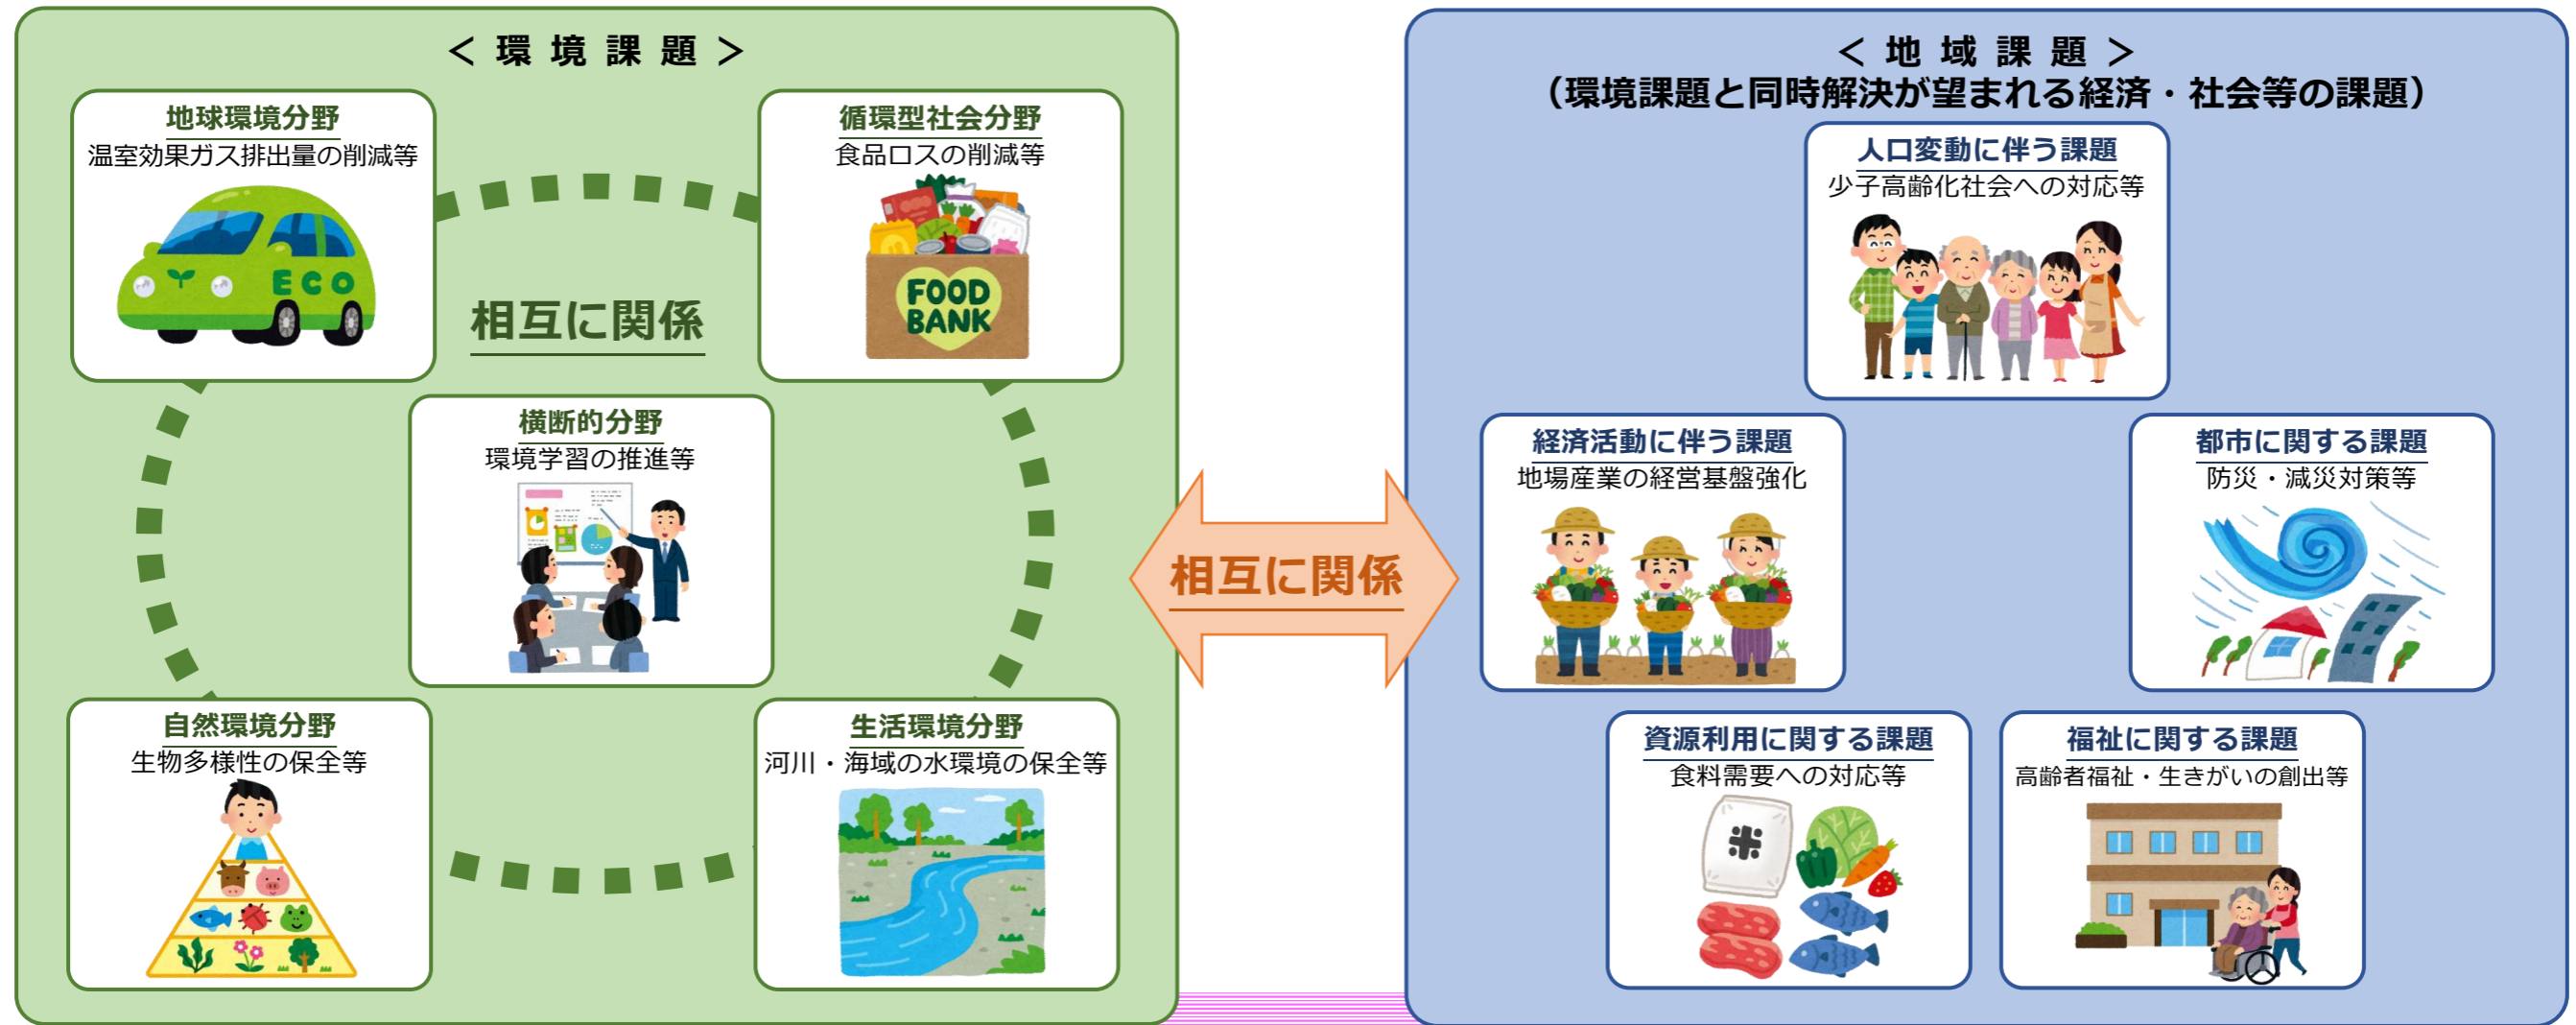 ＜環境課題＞
地球環境分野
温室効果ガス排出量の削減等
ECO
循環型社会分野
食品ロスの削減等
FOOD
BANK
相互に関係
横断的分野
環境学習の推進等
自然環境分野
生物多様性の保全等
生活環境分野
河川・海域の水環境の保全等
相互に関係
＜地域課題＞
（環境課題と同時解決が望まれる経済・社会等の課題）
人口変動に伴う課題
少子高齢化社会への対応等
経済活動に伴う課題
地場産業の経営基盤強化
都市に関する課題
防災・減災対策等
資源利用に関する課題
食料需要への対応等
米
福祉に関する課題
高齢者福祉・生きがいの創出等